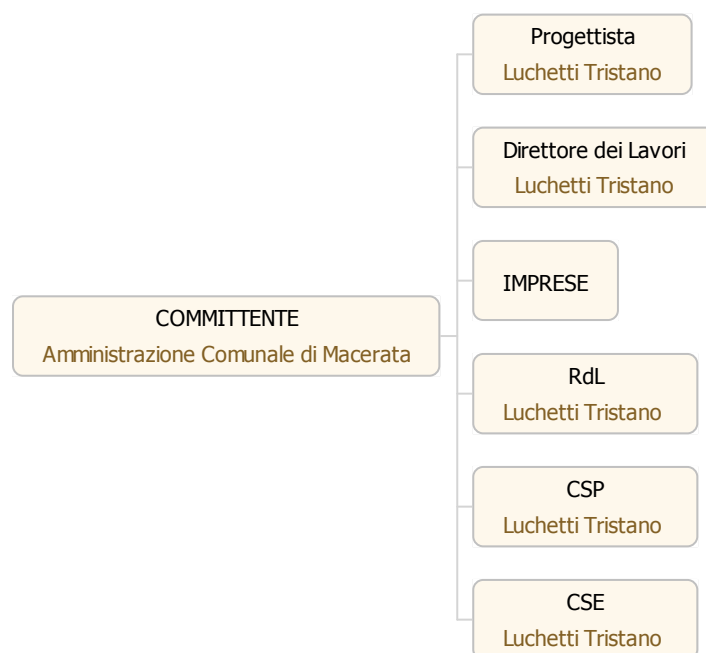 Progettista
Luchetti Tristano
Direttore dei Lavori
Luchetti Tristano
IMPRESE
COMMITTENTE
Amministrazione Comunale di Macerata
RdL
Luchetti Tristano
CSP
Luchetti Tristano
CSE
Luchetti Tristano